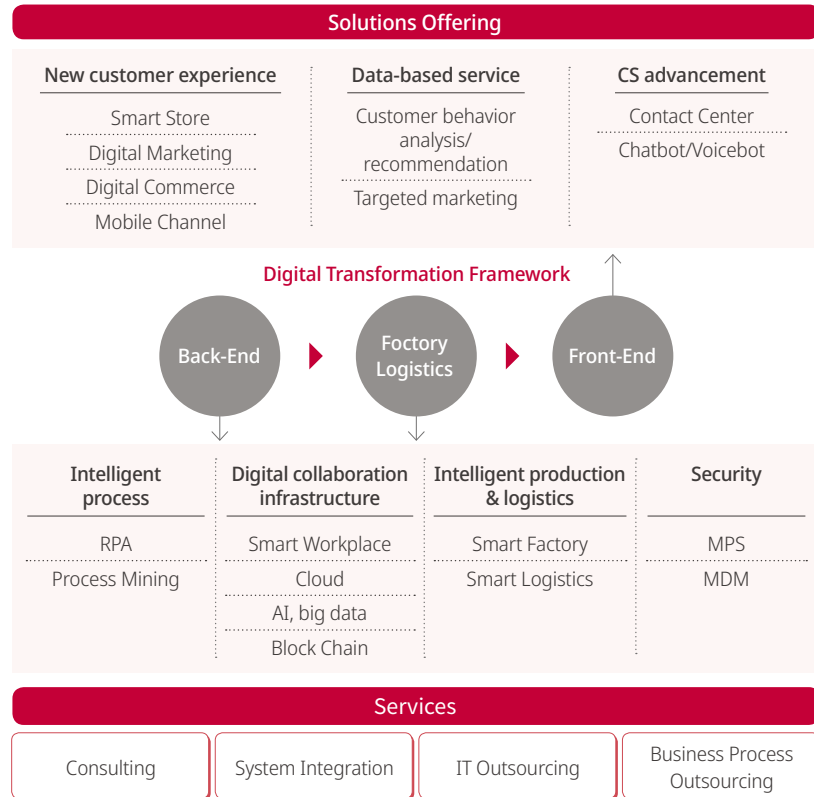 Solutions Offering
New customer experience
Smart Store
Digital Marketing
Digital Commerce
Mobile Channel
Data-based service
Customer behavior
analysis/
recommendation
Targeted marketing
CS advancement
Contact Center
Chatbot/Voicebot
Digital Transformation Framework
Back-End
Foctory
Logistics
Front-End
Intelligent
process
RPA
Process Mining
Digital collaboration
infrastructure
Smart Workplace
Cloud
AI, big data
Block Chain
Intelligent production
& logistics
Smart Factory
Smart Logistics
Security
MPS
MDM
Services
Consulting
System Integration
IT Outsourcing
Business Process
Outsourcing